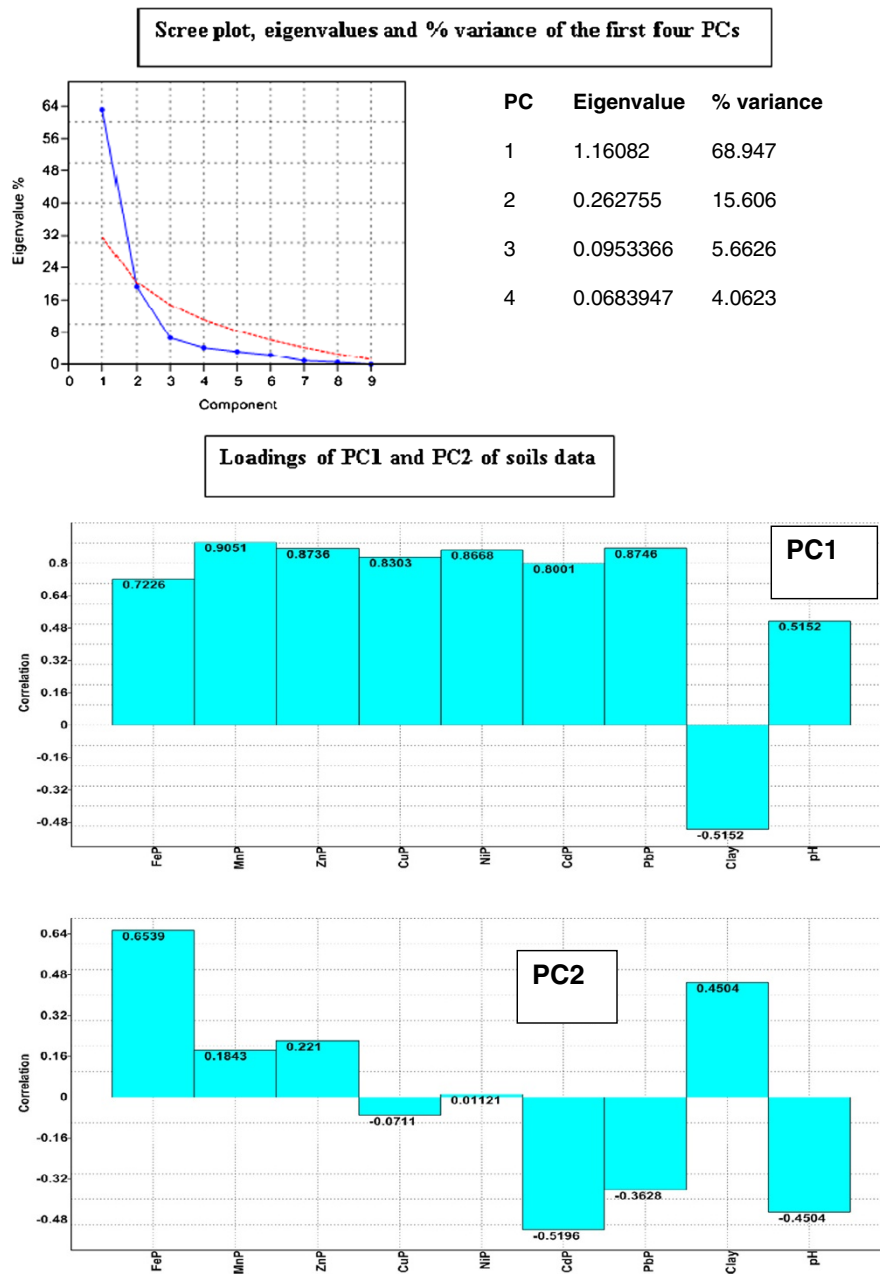 Scree plot, eigenvalues and % variance of the first four PCs
64
56
48
40
32
24
16
8
0
Eigenvalue %
0 1 2 3 4 5 6 7 8 9
Component
PC Eigenvalue % variance
1 1.16082 68.947
2 0.262755 15.606
3 0.0953366 5.6626
4 0.0683947 4.0623
Loadings of PC1 and PC2 of soils data
PC1
0.8
0.64
0.48
0.32
0.16
0
-0.16
-0.32
-0.48
Correlation
0.7226 0.9051 0.8736 0.8303 0.8668 0.8001 0.8746 -0.5152 0.5152
FeP MnP ZnP CuP NiP CdP PbP Clay pH
PC2
0.64
0.48
0.32
0.16
0
-0.16
-0.32
-0.48
Correlation
0.6539 0.1843 0.221 -0.0711 0.01121 -0.5196 -0.3628 0.4504 -0.4504
FeP MnP ZnP CuP NiP CdP PbP Clay pH